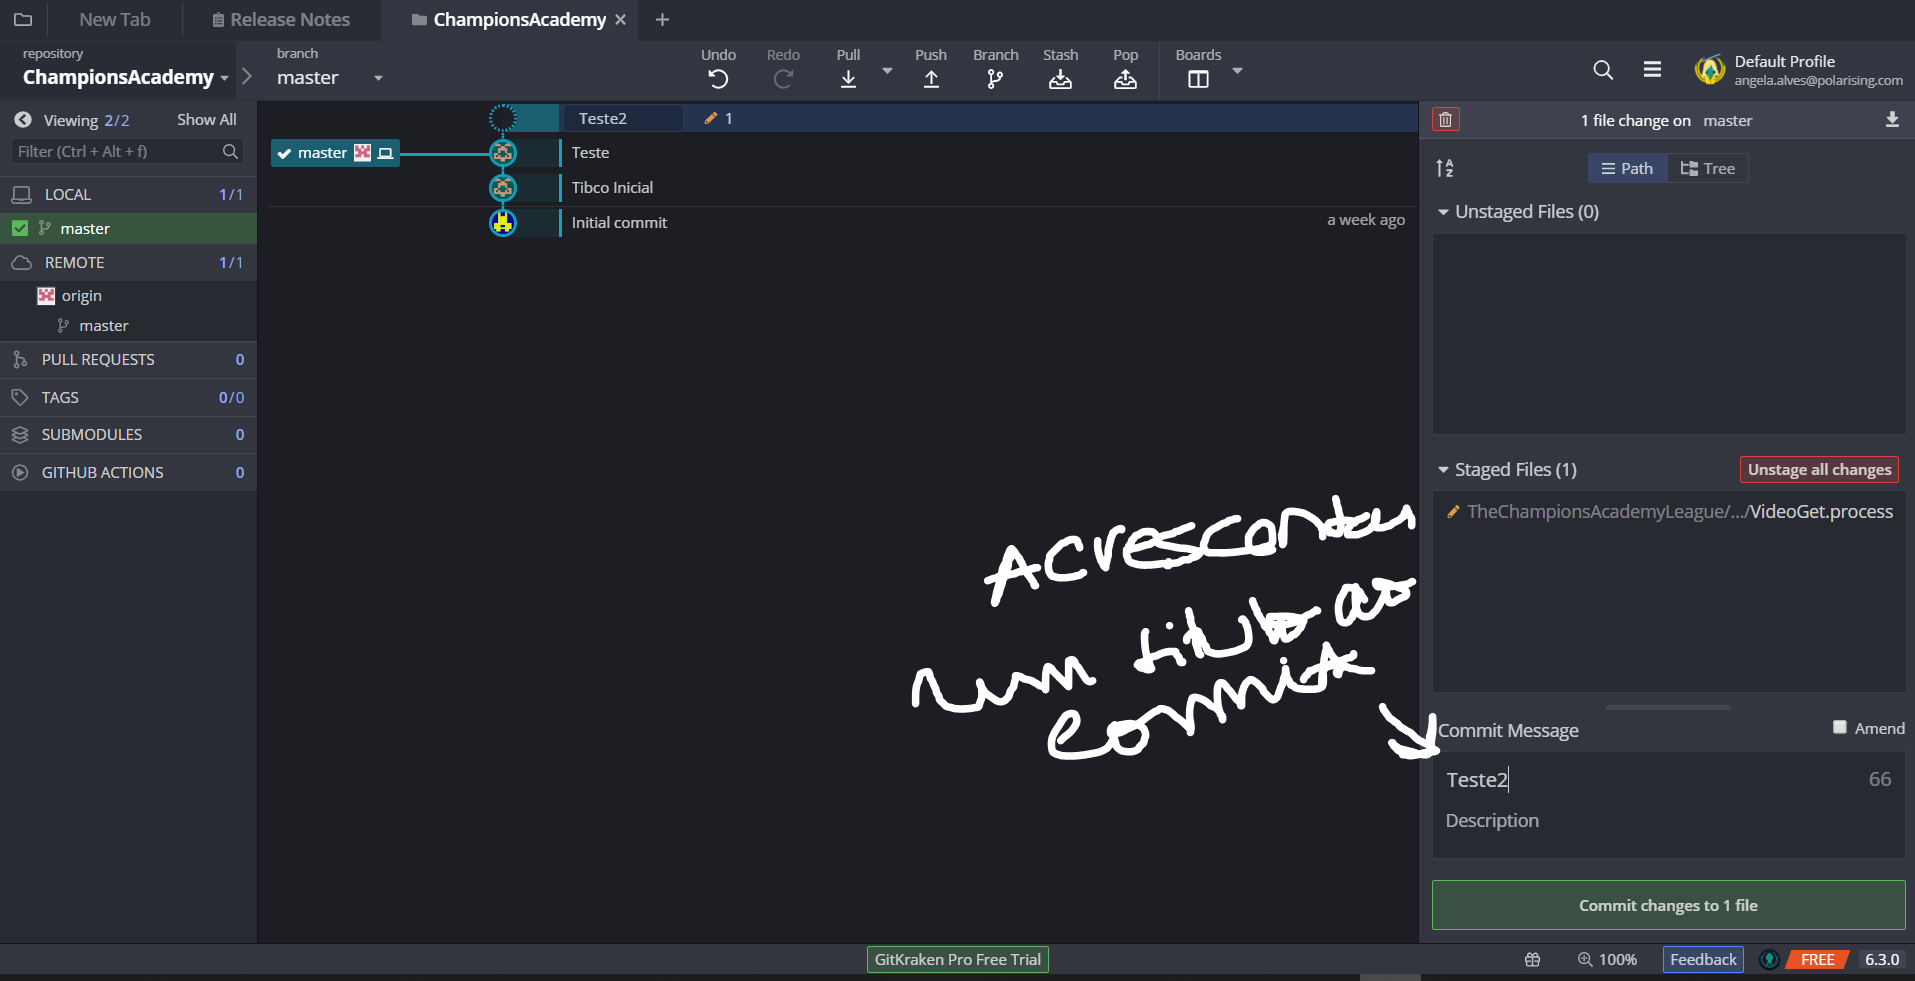 New Tab
Release Notes
ChampionsAcademy
repository
ChampionsAcademy
branch
master
Undo
Redo
Pull
Push
Branch
Stash
Pop
Boards
Default Profile
angela.alves@polarising.com
Viewing 2/2
Show All
Filter (Ctrl + Alt + f)
LOCAL 1/1
master
REMOTE 1/1
origin
master
PULL REQUESTS 0
TAGS 0/0
SUBMODULES 0
GITHUB ACTIONS 0
Teste2 1
master Teste
Tibco Inicial
Initial commit a week ago
Acrescentar
num titulo ao
commit
1 file change on master
Path Tree
Unstaged Files (0)
Staged Files (1)
Unstage all changes
TheChampionsAcademyLeague/.../VideoGet.process
Commit Message
Amend
Teste2 66
Description
Commit changes to 1 file
GitKraken Pro Free Trial
100%
Feedback
FREE
6.3.0